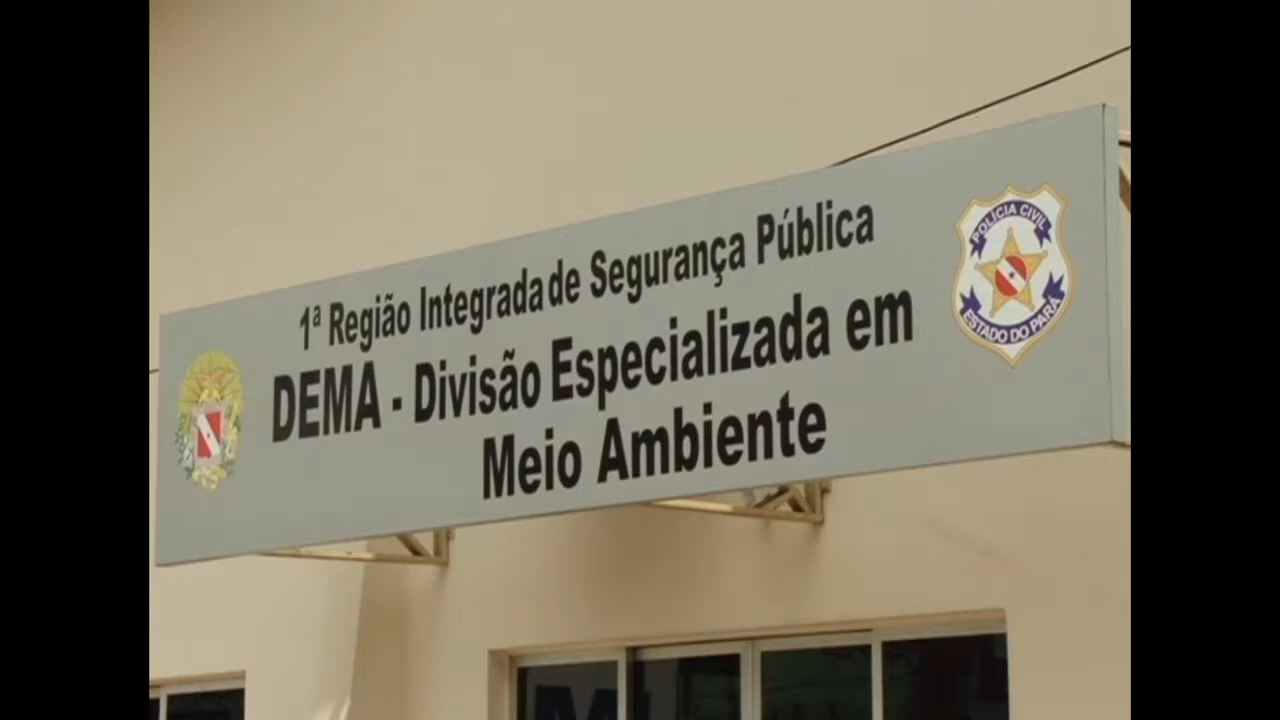 1ª Região Integrada de Segurança Pública
DEMA - Divisão Especializada em
Meio Ambiente
POLÍCIA CIVIL
ESTADO DO PARÁ